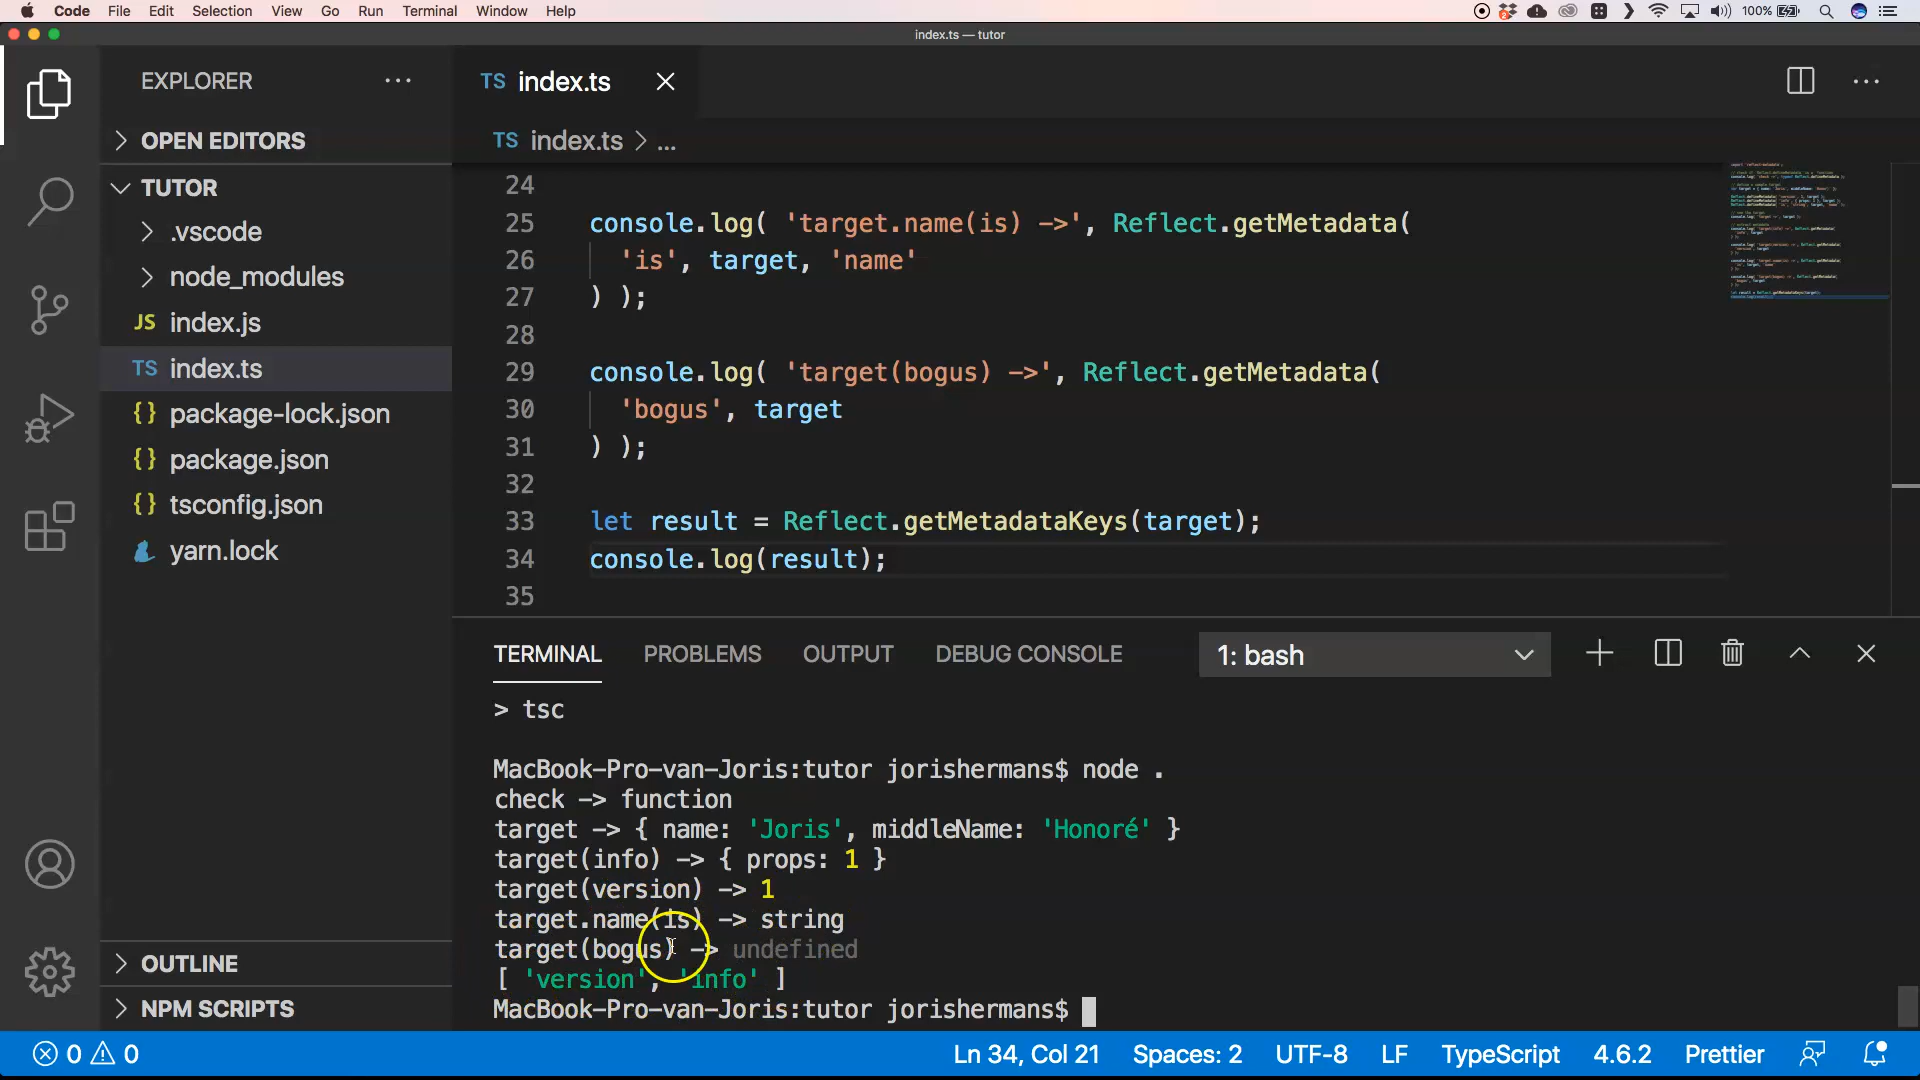 Code File Edit Selection View Go Run Terminal Window Help
100%
index.ts — tutor
EXPLORER
OPEN EDITORS
TUTOR
.vscode
node_modules
JS index.js
TS index.ts
{} package-lock.json
{} package.json
{} tsconfig.json
yarn.lock
OUTLINE
NPM SCRIPTS
TS index.ts
TS index.ts > ...
24
25 console.log( 'target.name(is) ->', Reflect.getMetadata(
26 'is', target, 'name'
27 ) );
28
29 console.log( 'target(bogus) ->', Reflect.getMetadata(
30 'bogus', target
31 ) );
32
33 let result = Reflect.getMetadataKeys(target);
34 console.log(result);
35
TERMINAL PROBLEMS OUTPUT DEBUG CONSOLE 1: bash
> tsc
MacBook-Pro-van-Joris:tutor jorishermans$ node .
check -> function
target -> { name: 'Joris', middleName: 'Honoré' }
target(info) -> { props: 1 }
target(version) -> 1
target.name(is) -> string
target(bogus) -> undefined
[ 'version', 'info' ]
MacBook-Pro-van-Joris:tutor jorishermans$
0 0 Ln 34, Col 21 Spaces: 2 UTF-8 LF TypeScript 4.6.2 Prettier